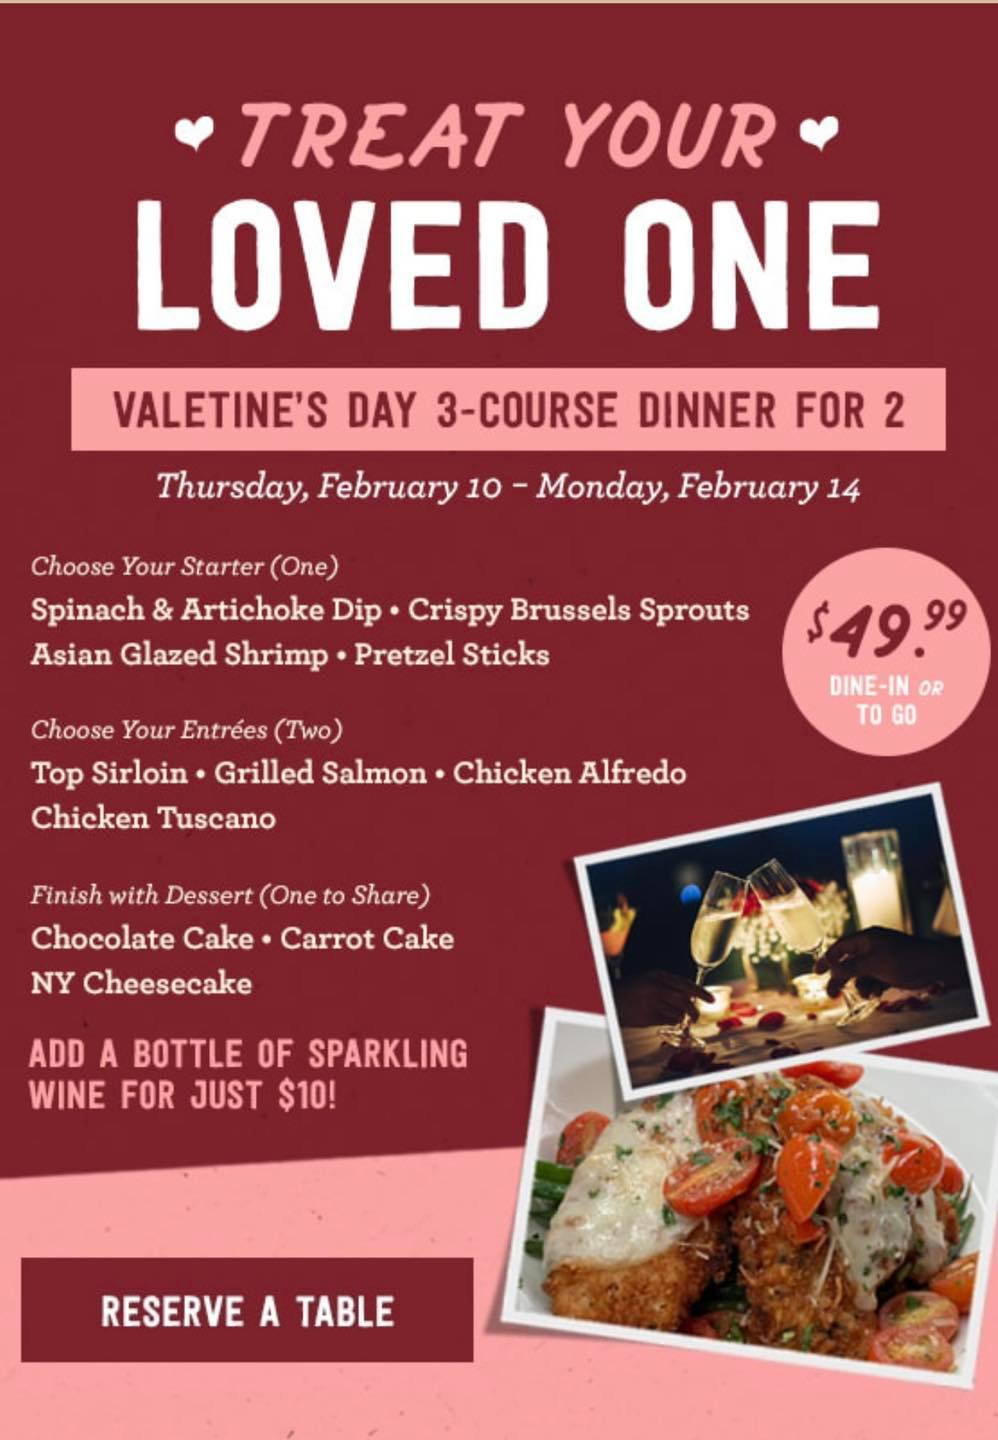 TREAT YOUR
LOVED ONE
VALETINE'S DAY 3-COURSE DINNER FOR 2
Thursday, February 10 – Monday, February 14
Choose Your Starter (One)
Spinach & Artichoke Dip • Crispy Brussels Sprouts
Asian Glazed Shrimp • Pretzel Sticks
$49.99
DINE-IN OR
TO GO
Choose Your Entrées (Two)
Top Sirloin • Grilled Salmon • Chicken Alfredo
Chicken Tuscano
Finish with Dessert (One to Share)
Chocolate Cake • Carrot Cake
NY Cheesecake
ADD A BOTTLE OF SPARKLING
WINE FOR JUST $10!
RESERVE A TABLE